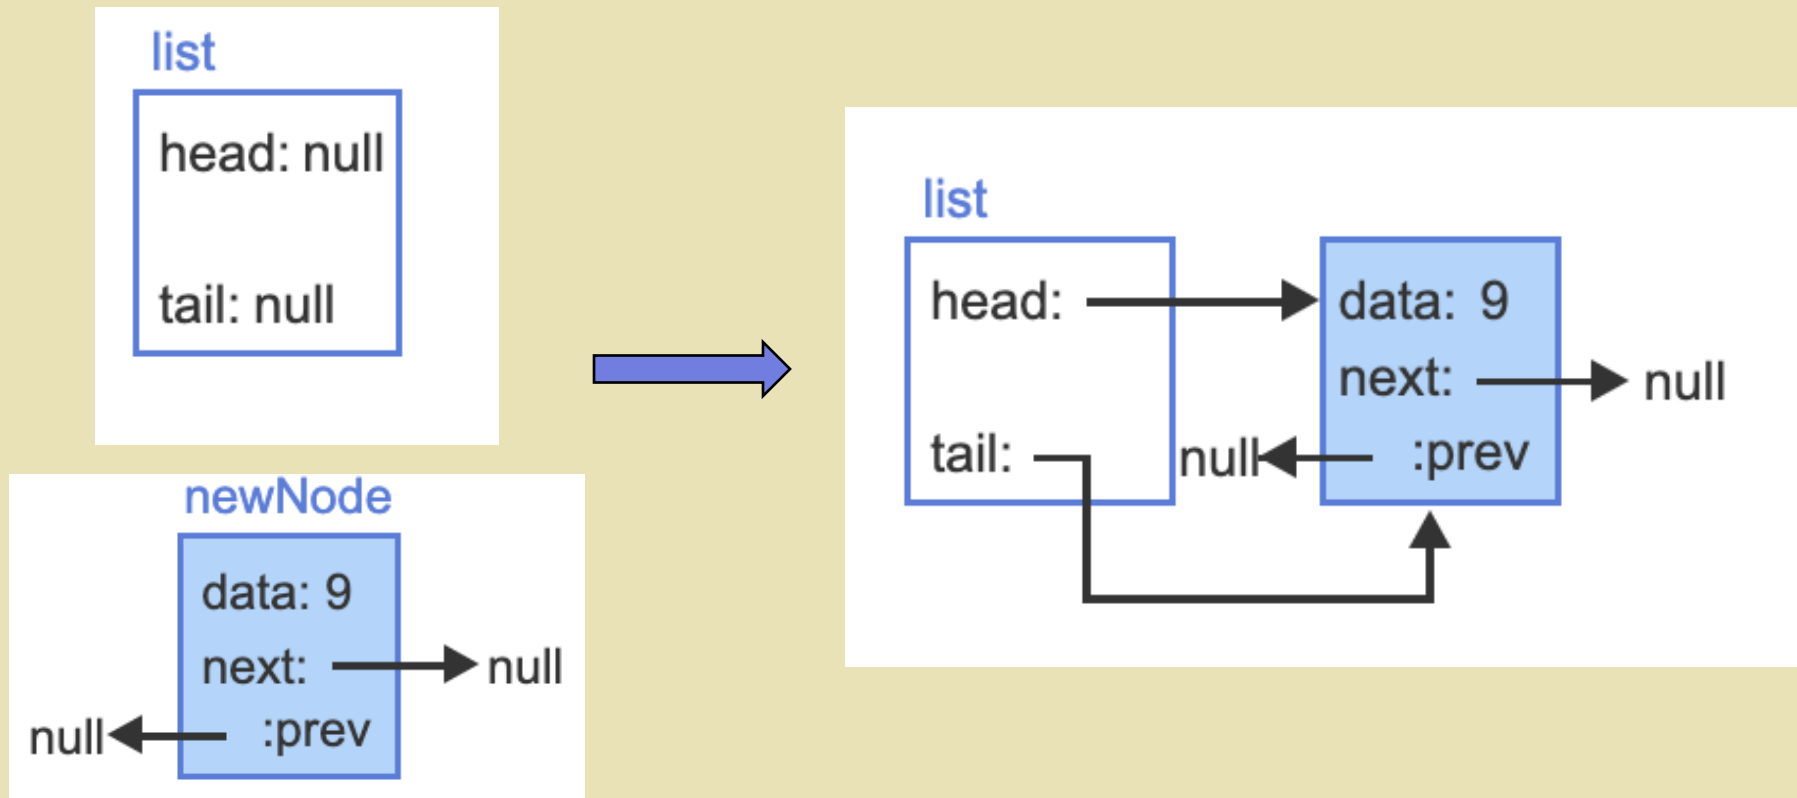 list
head: null
tail: null
newNode
data: 9
next: null
null :prev
list
head:
tail:
data: 9
next: null
null :prev